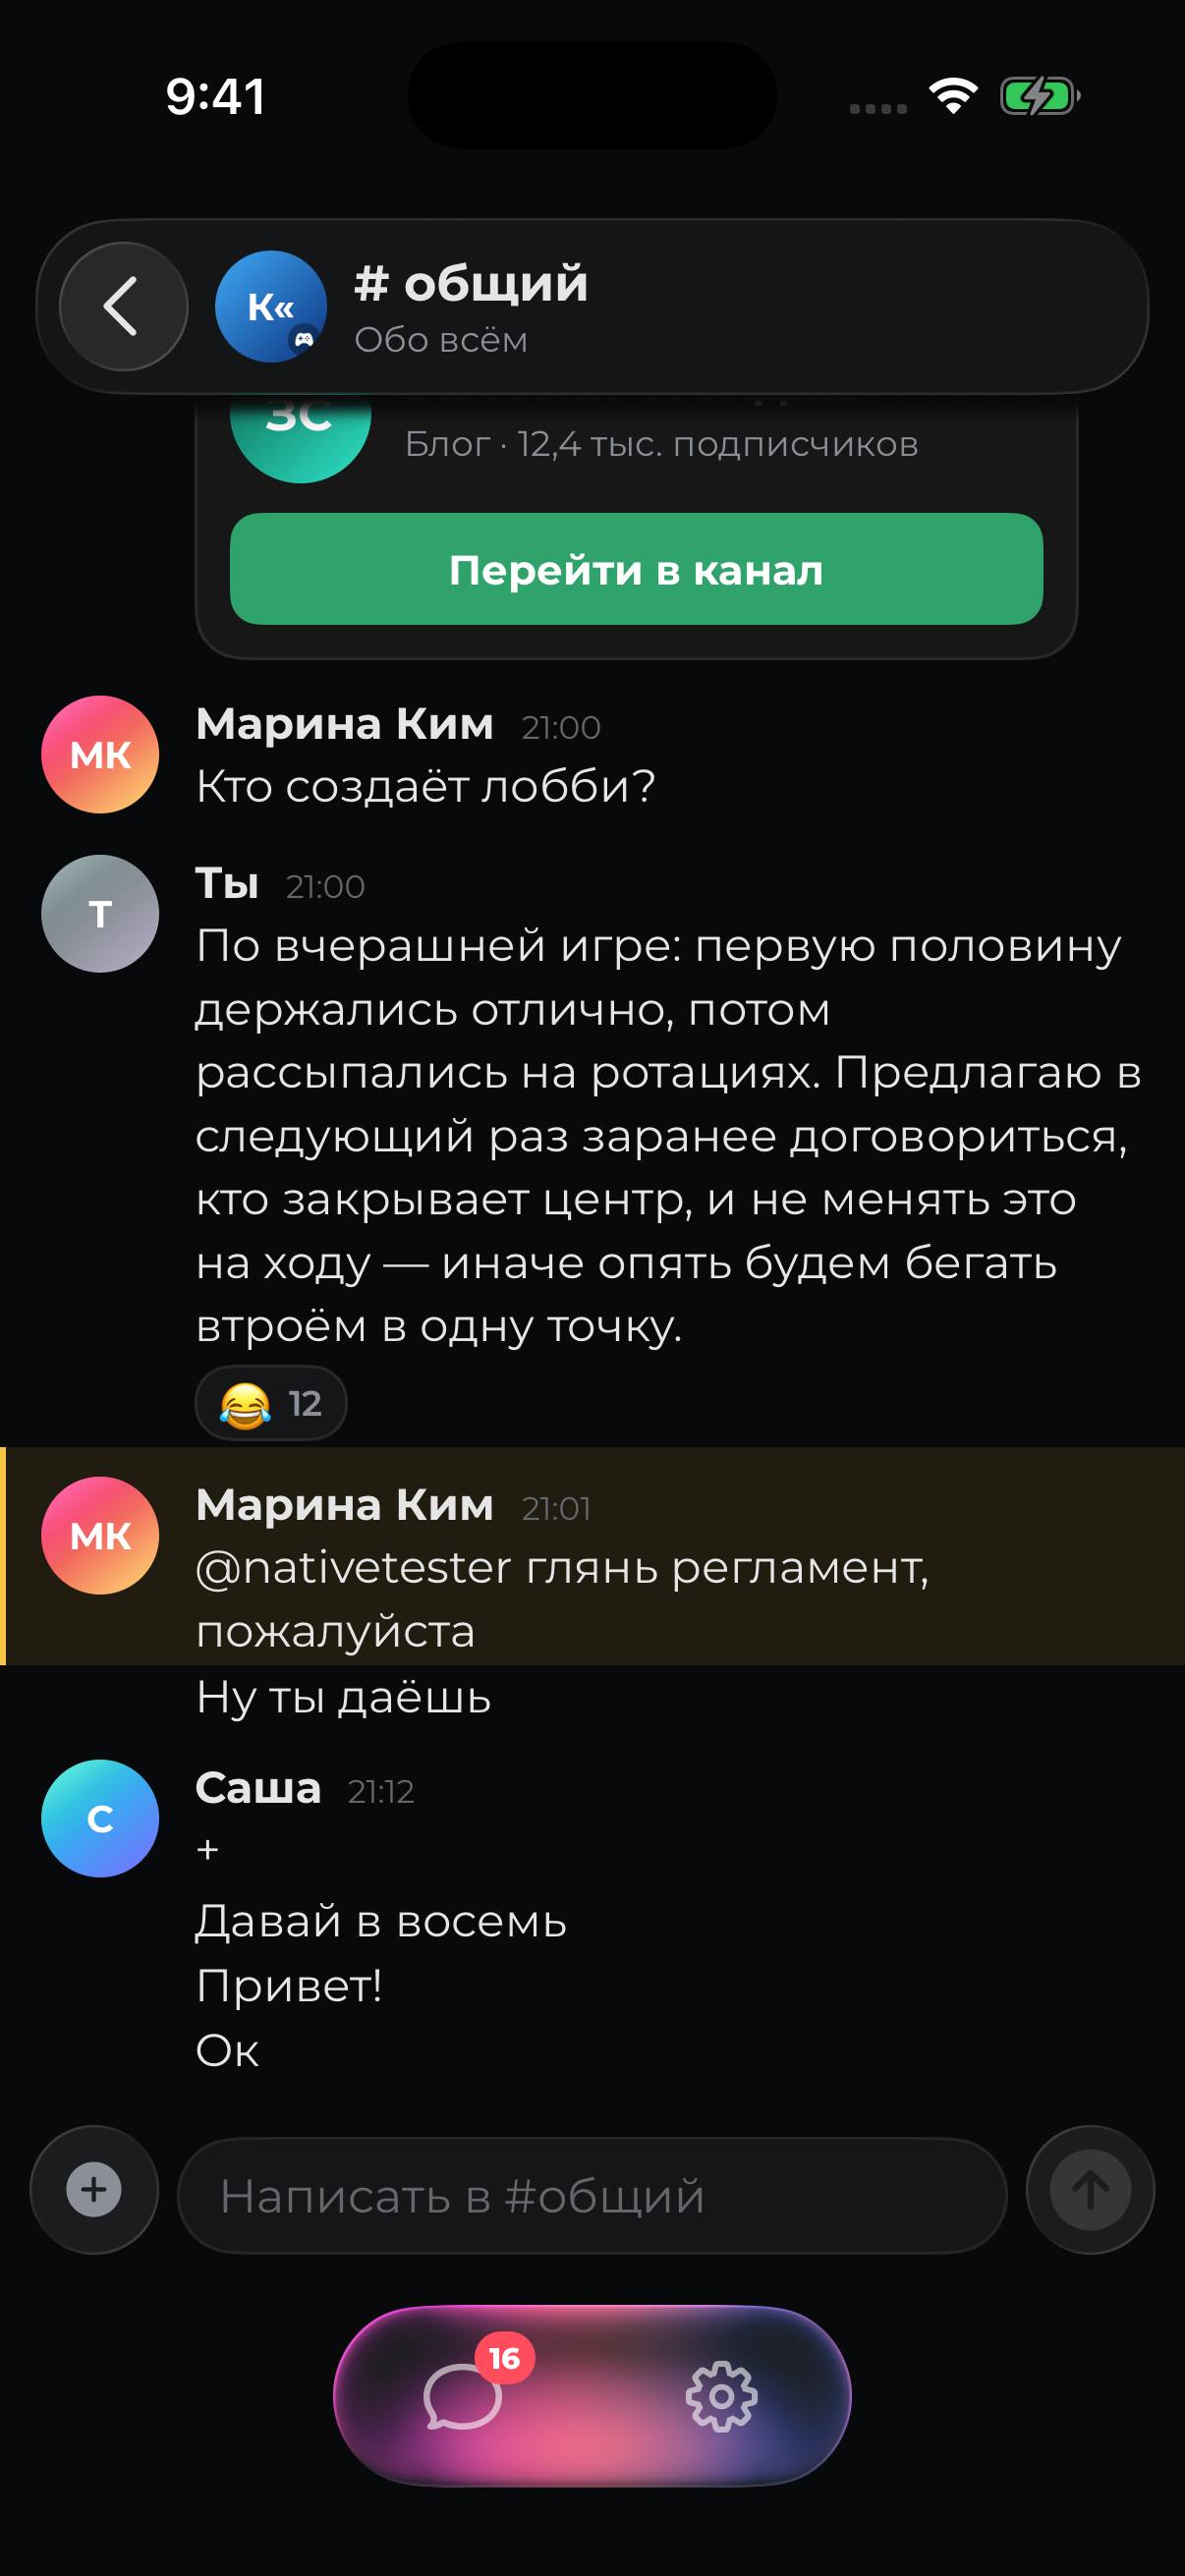 9:41
К«
# общий
Обо всём
ЗС
Блог · 12,4 тыс. подписчиков
Перейти в канал
МК
Марина Ким 21:00
Кто создаёт лобби?
Т
Ты 21:00
По вчерашней игре: первую половину
держались отлично, потом
рассыпались на ротациях. Предлагаю в
следующий раз заранее договориться,
кто закрывает центр, и не менять это
на ходу — иначе опять будем бегать
втроём в одну точку.
😂 12
МК
Марина Ким 21:01
@nativetester глянь регламент,
пожалуйста
Ну ты даёшь
С
Саша 21:12
+
Давай в восемь
Привет!
Ок
Написать в #общий
16